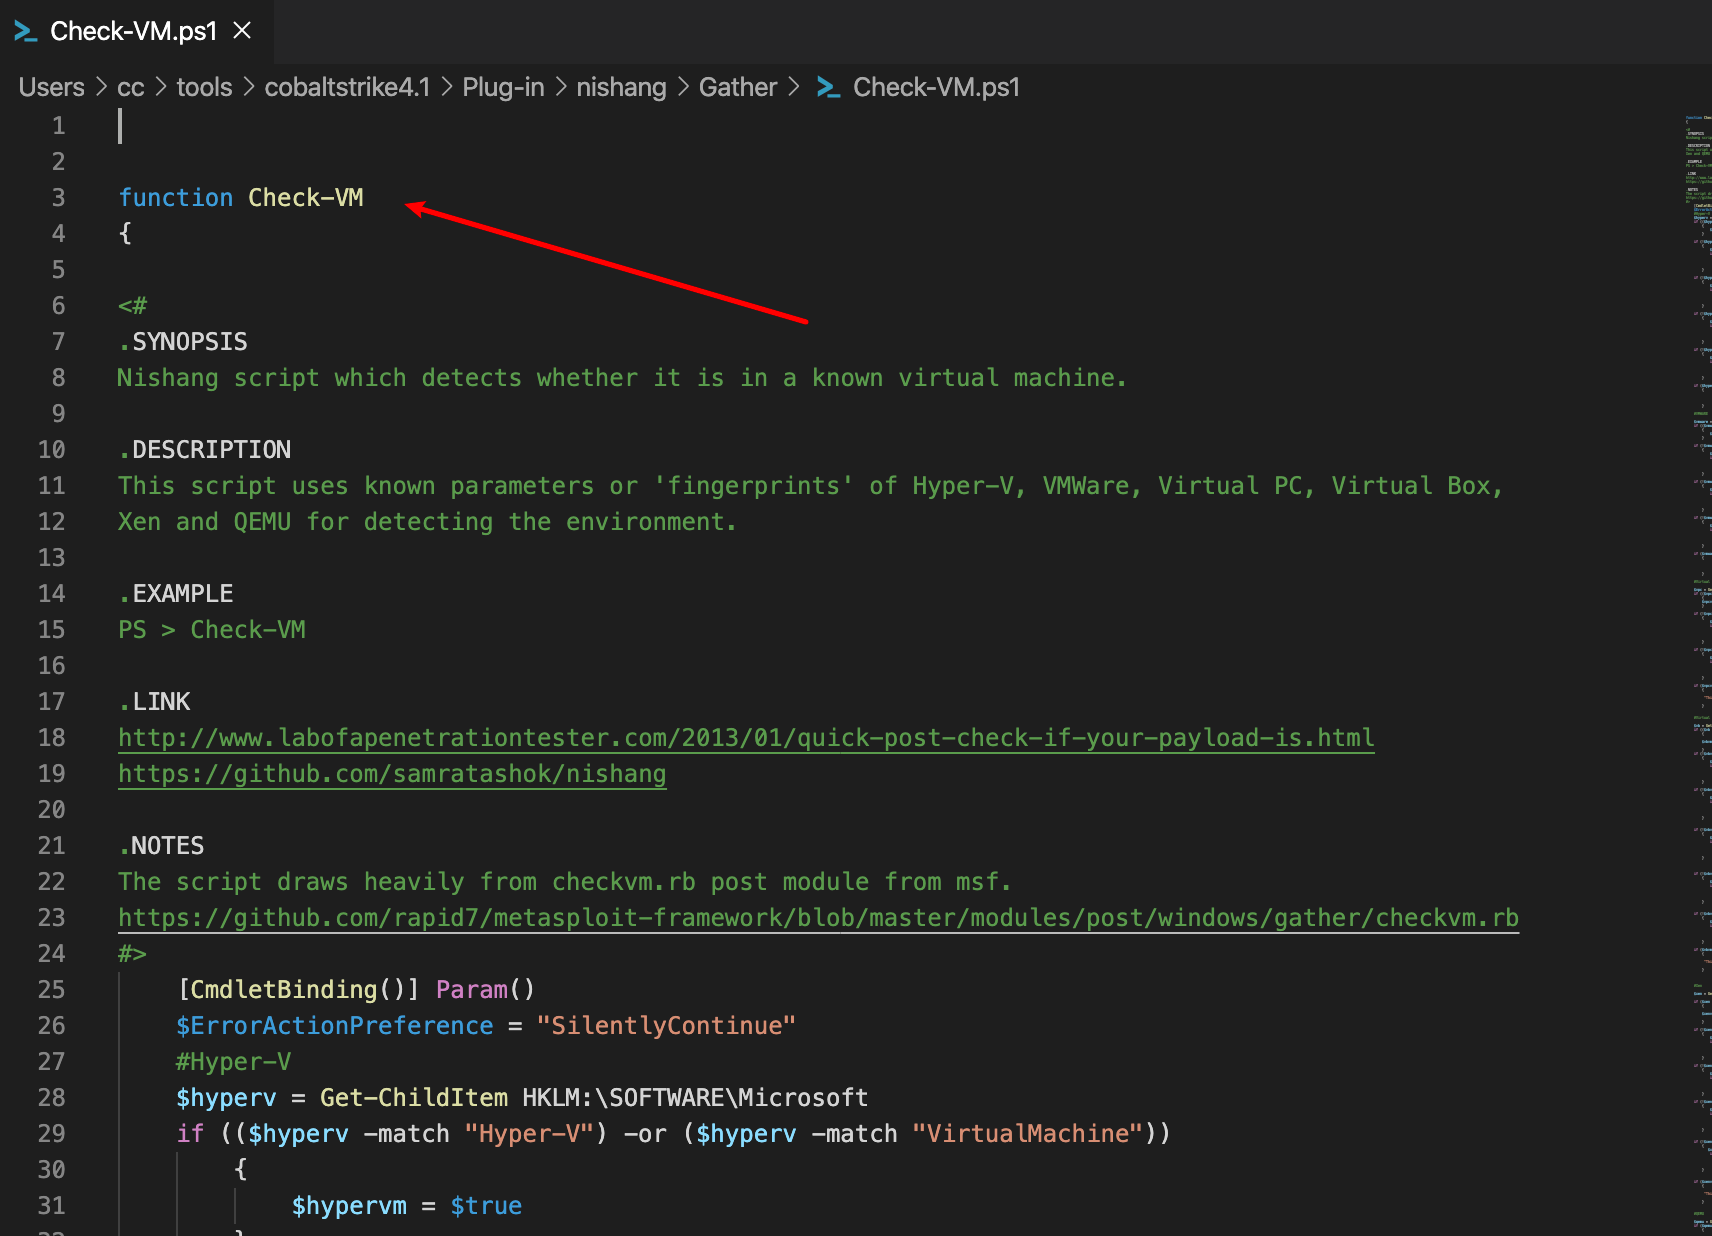 Check-VM.ps1
Users > cc > tools > cobaltstrike4.1 > Plug-in > nishang > Gather > Check-VM.ps1
1
2
3 function Check-VM
4 {
5
6 <#
7 .SYNOPSIS
8 Nishang script which detects whether it is in a known virtual machine.
9
10 .DESCRIPTION
11 This script uses known parameters or 'fingerprints' of Hyper-V, VMWare, Virtual PC, Virtual Box,
12 Xen and QEMU for detecting the environment.
13
14 .EXAMPLE
15 PS > Check-VM
16
17 .LINK
18 http://www.labofapenetrationtester.com/2013/01/quick-post-check-if-your-payload-is.html
19 https://github.com/samratashok/nishang
20
21 .NOTES
22 The script draws heavily from checkvm.rb post module from msf.
23 https://github.com/rapid7/metasploit-framework/blob/master/modules/post/windows/gather/checkvm.rb
24 #>
25 [CmdletBinding()] Param()
26 $ErrorActionPreference = "SilentlyContinue"
27 #Hyper-V
28 $hyperv = Get-ChildItem HKLM:\SOFTWARE\Microsoft
29 if (($hyperv -match "Hyper-V") -or ($hyperv -match "VirtualMachine"))
30 {
31 $hypervm = $true